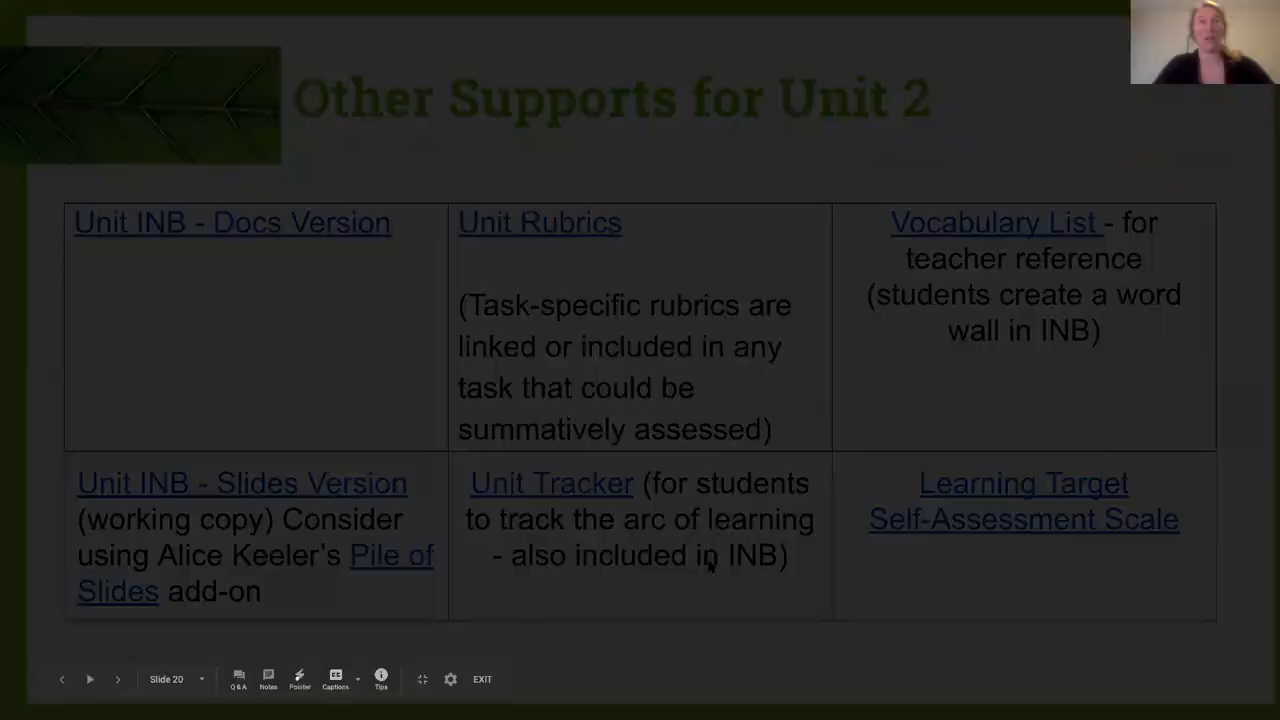 Other Supports for Unit 2
Unit INB - Docs Version
Unit Rubrics
(Task-specific rubrics are
linked or included in any
task that could be
summatively assessed)
Vocabulary List - for
teacher reference
(students create a word
wall in INB)
Unit INB - Slides Version
(working copy) Consider
using Alice Keeler's Pile of
Slides add-on
Unit Tracker (for students
to track the arc of learning
- also included in INB)
Learning Target
Self-Assessment Scale
Slide 20
Q&A
Notes
Pointer
CC
Captions
Tips
EXIT